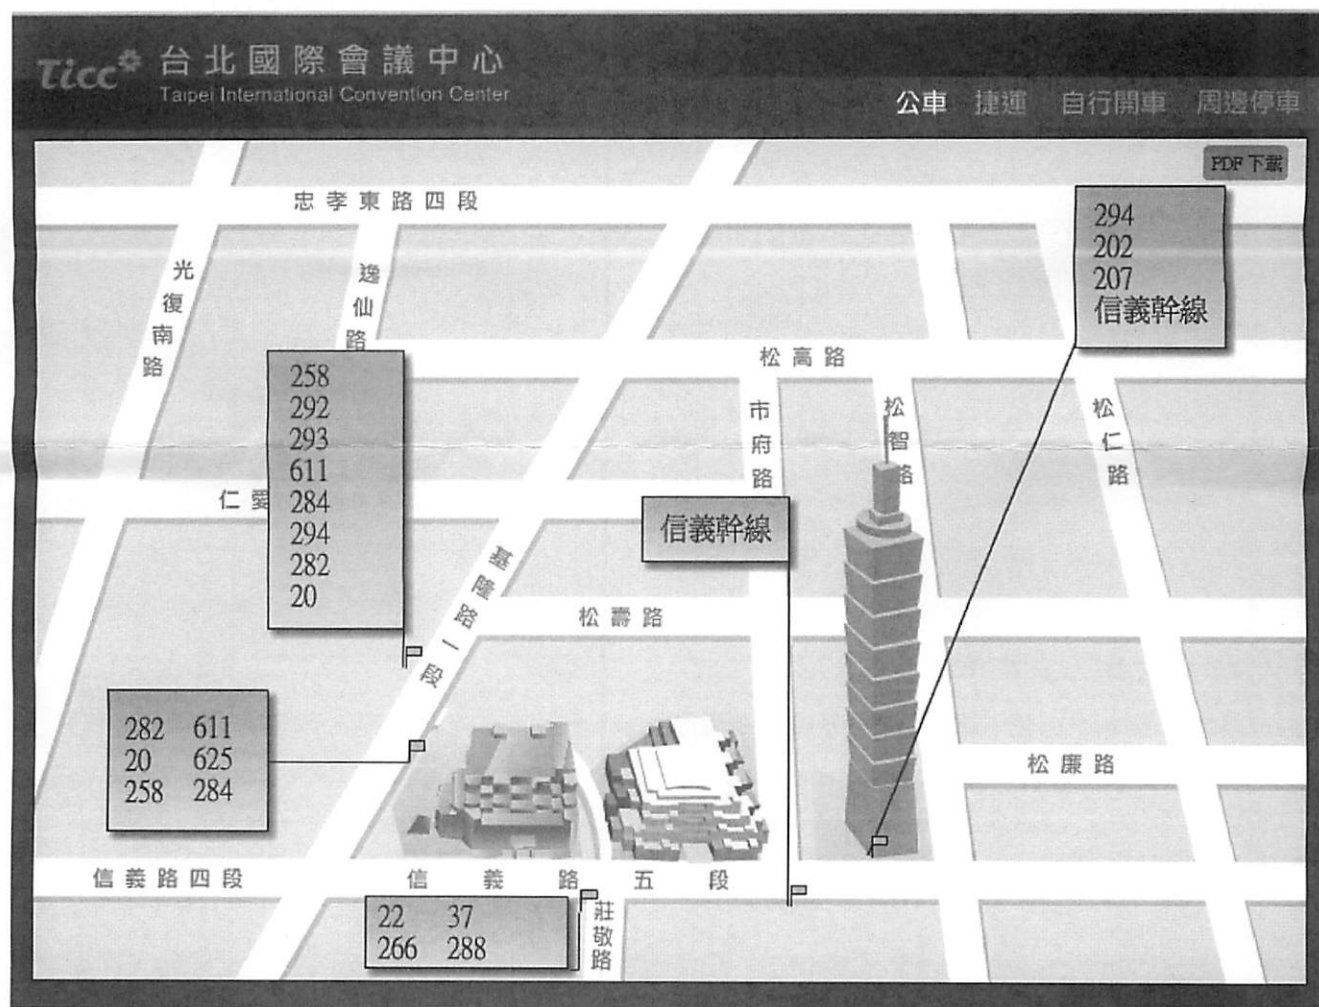 Ticc
台北國際會議中心
Taipei International Convention Center
公車 捷運 自行開車 周邊停車
PDF 下載
忠孝東路四段
光復南路
逸仙路
294
202
207
信義幹線
松高路
258
292
293
611
284
294
282
20
市府路
松智路
松仁路
仁愛
信義幹線
基隆路一段
松壽路
282 611
20 625
258 284
松廉路
信義路四段
信義路五段
22 37
266 288
莊敬路